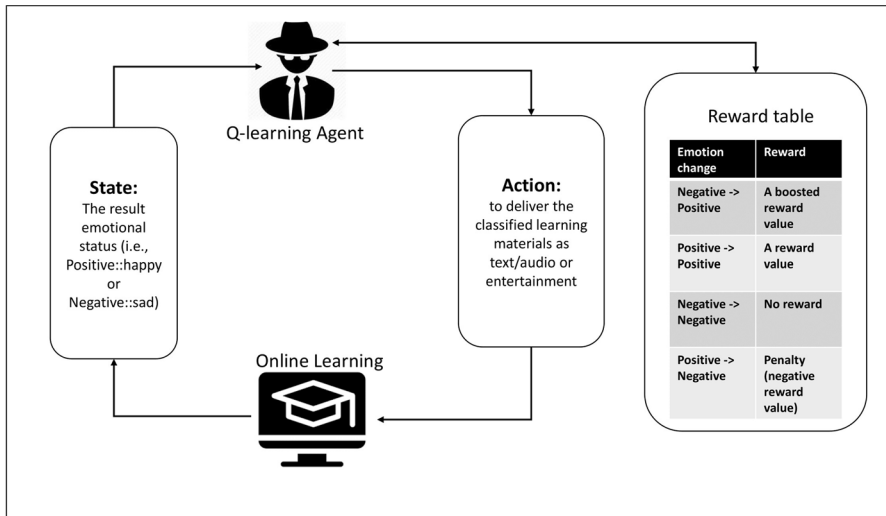 Q-learning Agent
State:
The result
emotional
status (i.e.,
Positive::happy
or
Negative::sad)
Action:
to deliver the
classified learning
materials as
text/audio or
entertainment
Online Learning
Reward table
Emotion change
Reward
Negative ->
Positive
A boosted
reward
value
Positive ->
Positive
A reward
value
Negative ->
Negative
No reward
Positive ->
Negative
Penalty
(negative
reward
value)